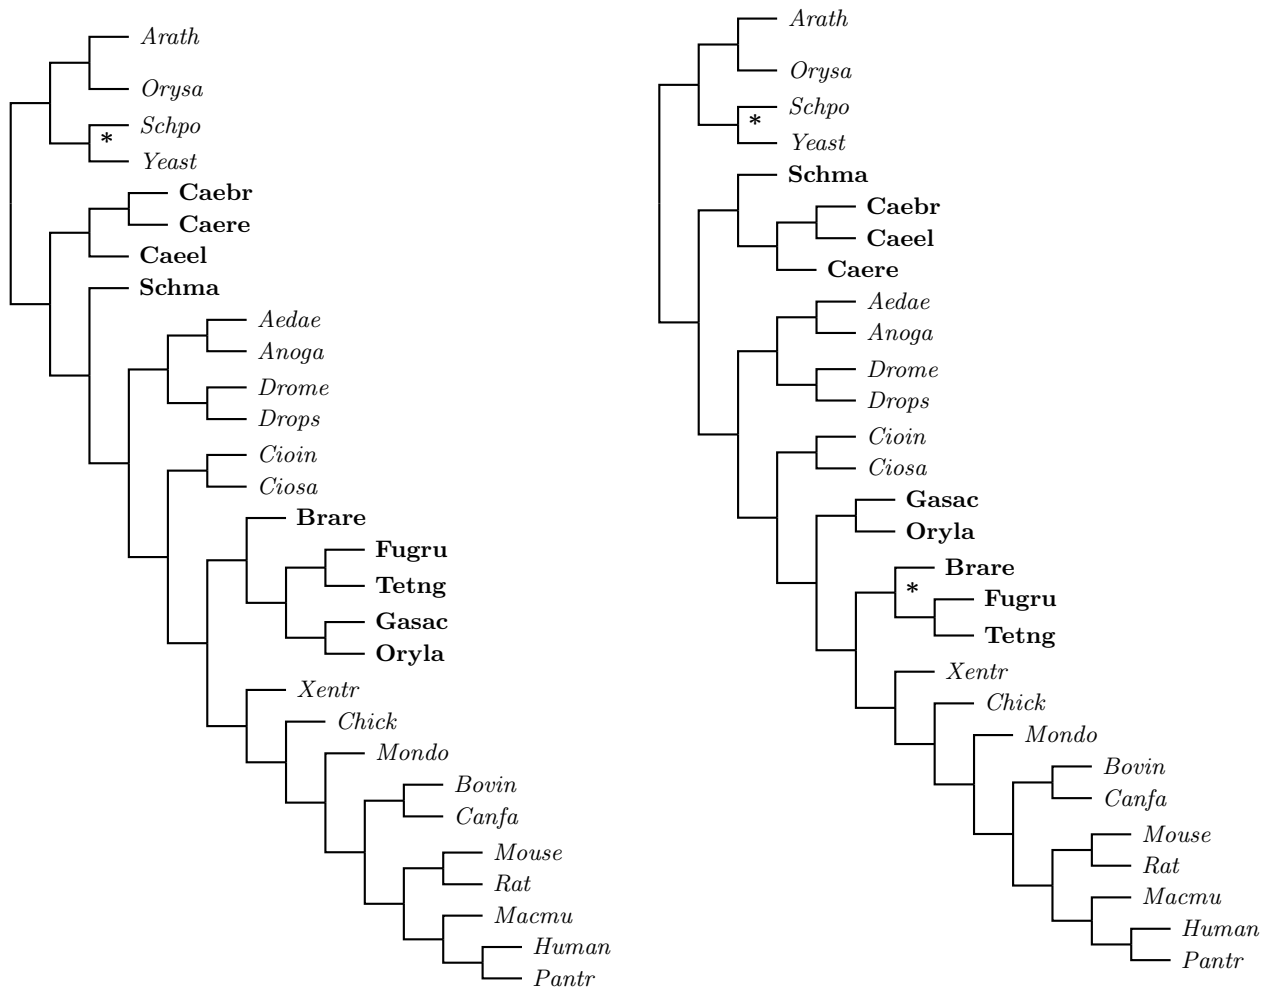 Arath
Orysa
Schpo
*
Yeast
Caebr
Caere
Caeel
Schma
Aedae
Anoga
Drome
Drops
Cioin
Ciosa
Brare
Fugru
Tetng
Gasac
Oryla
Xentr
Chick
Mondo
Bovin
Canfa
Mouse
Rat
Macmu
Human
Pantr
Arath
Orysa
Schpo
*
Yeast
Schma
Caebr
Caeel
Caere
Aedae
Anoga
Drome
Drops
Cioin
Ciosa
Gasac
Oryla
Brare
*
Fugru
Tetng
Xentr
Chick
Mondo
Bovin
Canfa
Mouse
Rat
Macmu
Human
Pantr